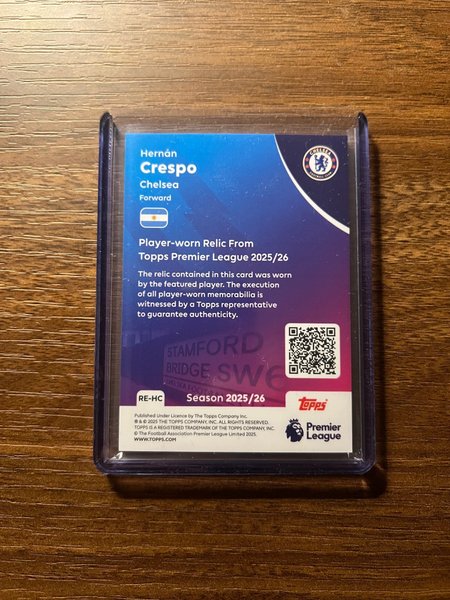 Hernán
Crespo
Chelsea
Forward
CHELSEA
FOOTBALL CLUB
Player-worn Relic From
Topps Premier League 2025/26
The relic contained in this card was worn
by the featured player. The execution
of all player-worn memorabilia is
witnessed by a Topps representative
to guarantee authenticity.
STAMFORD
BRIDGE SW6
RE-HC
Season 2025/26
topps
Published Under Licence by The Topps Company Inc.
® & © 2025 THE TOPPS COMPANY, INC. ALL RIGHTS RESERVED.
TOPPS IS A REGISTERED TRADEMARK OF THE TOPPS COMPANY, INC.
© The Football Association Premier League Limited 2025.
WWW.TOPPS.COM
Premier
League